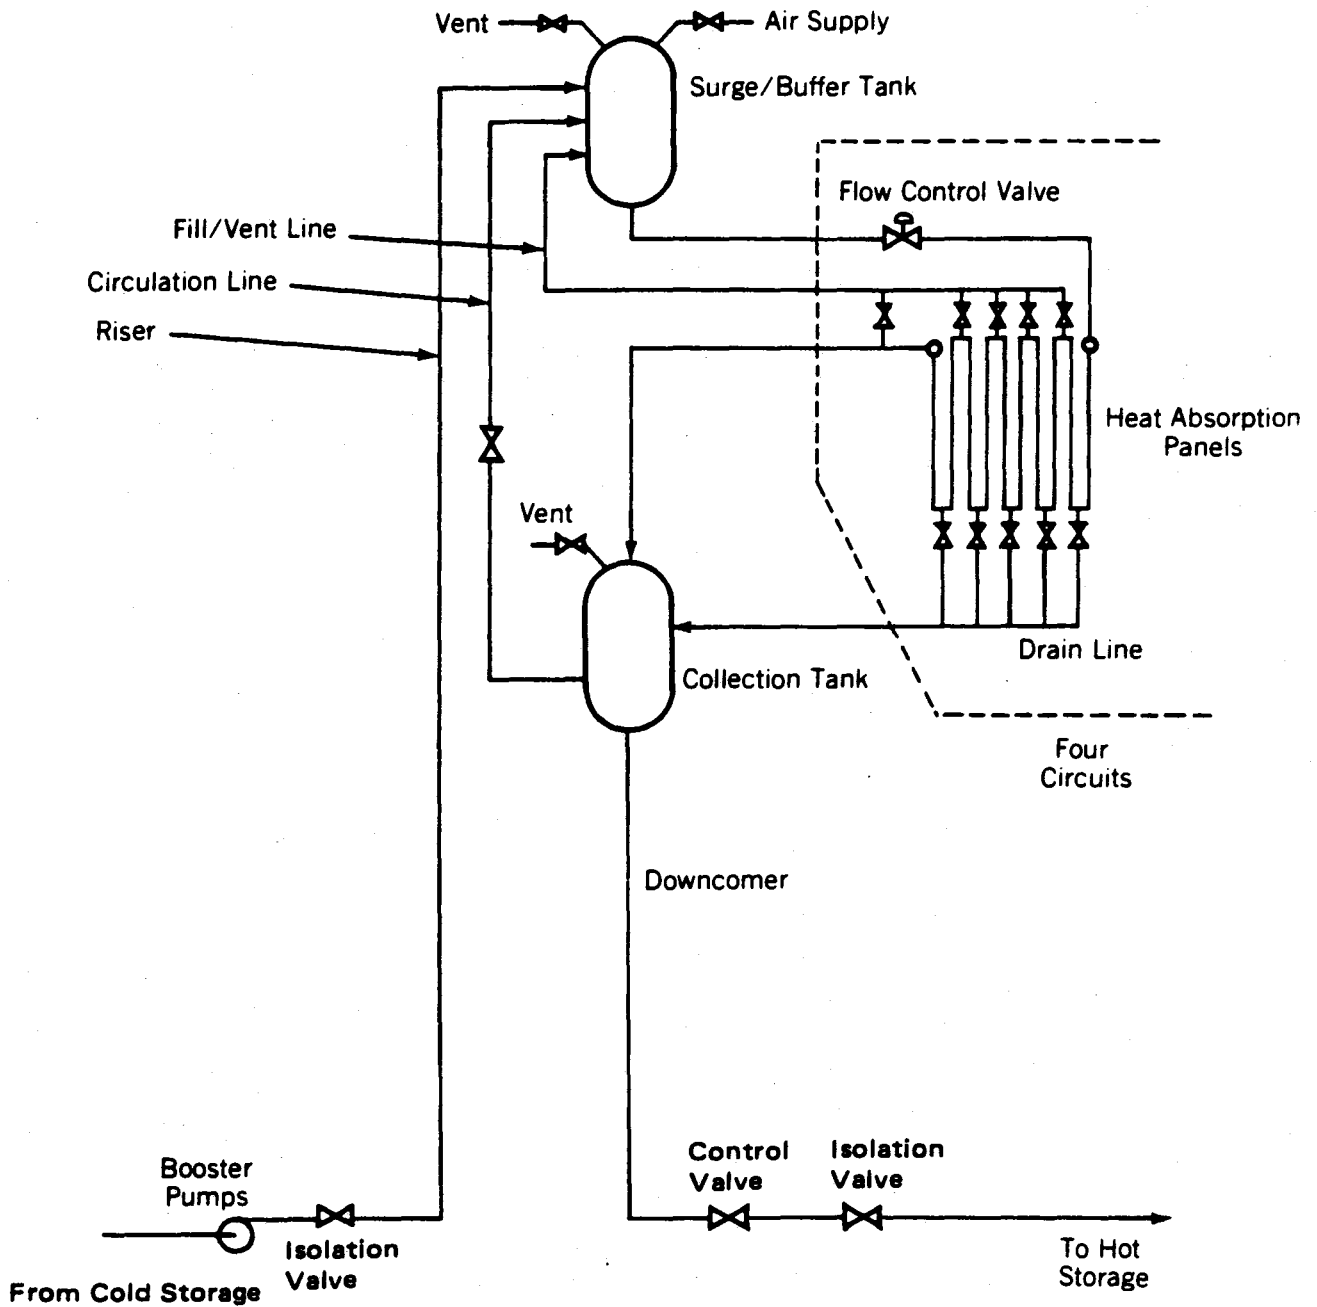 Vent
Air Supply
Surge/Buffer Tank
Flow Control Valve
Fill/Vent Line
Circulation Line
Riser
Heat Absorption
Panels
Vent
Drain Line
Collection Tank
Four
Circuits
Downcomer
Control
Valve
Isolation
Valve
Booster
Pumps
Isolation
Valve
To Hot
Storage
From Cold Storage